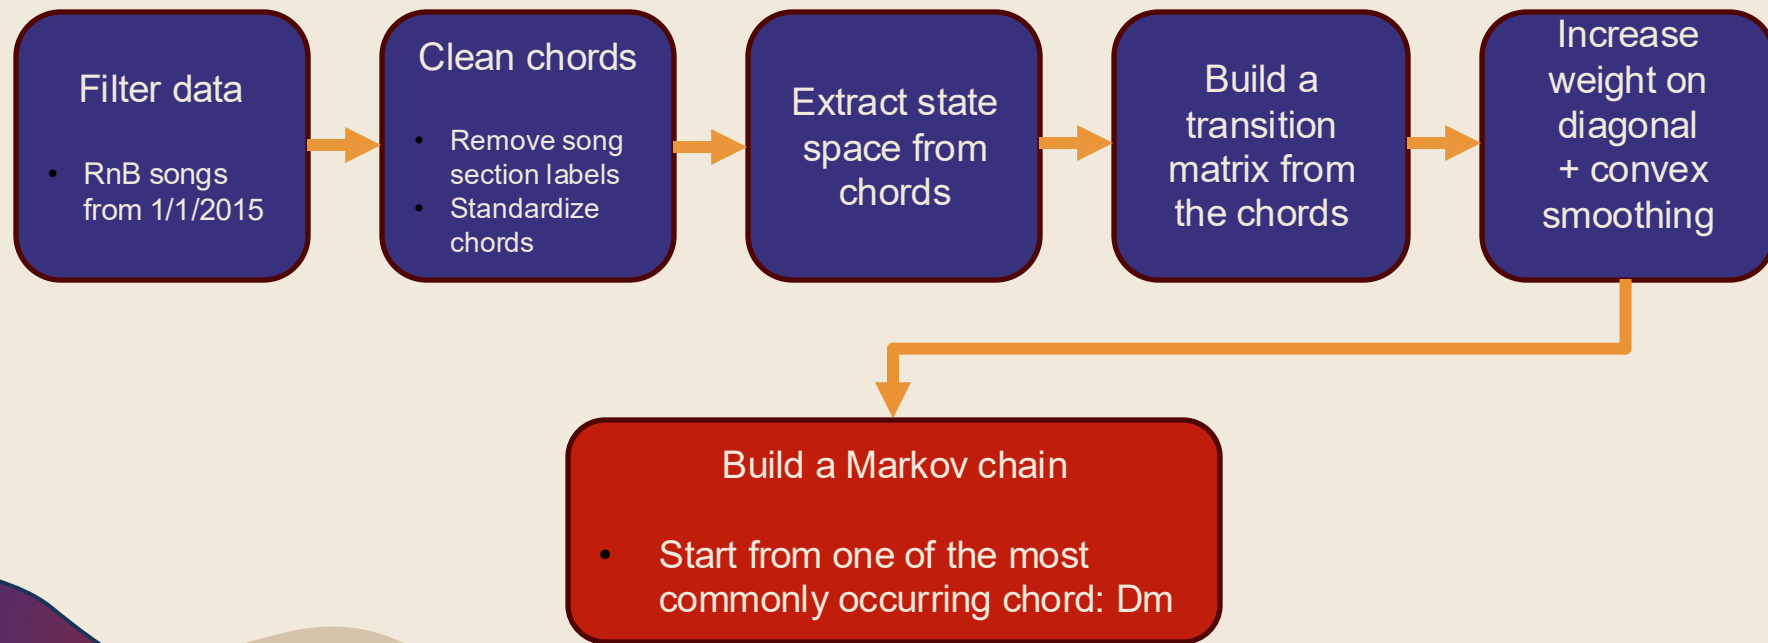 Filter data
• RnB songs
from 1/1/2015
Clean chords
• Remove song
section labels
• Standardize
chords
Extract state
space from
chords
Build a
transition
matrix from
the chords
Increase
weight on
diagonal
+ convex
smoothing
Build a Markov chain
• Start from one of the most
commonly occurring chord: Dm